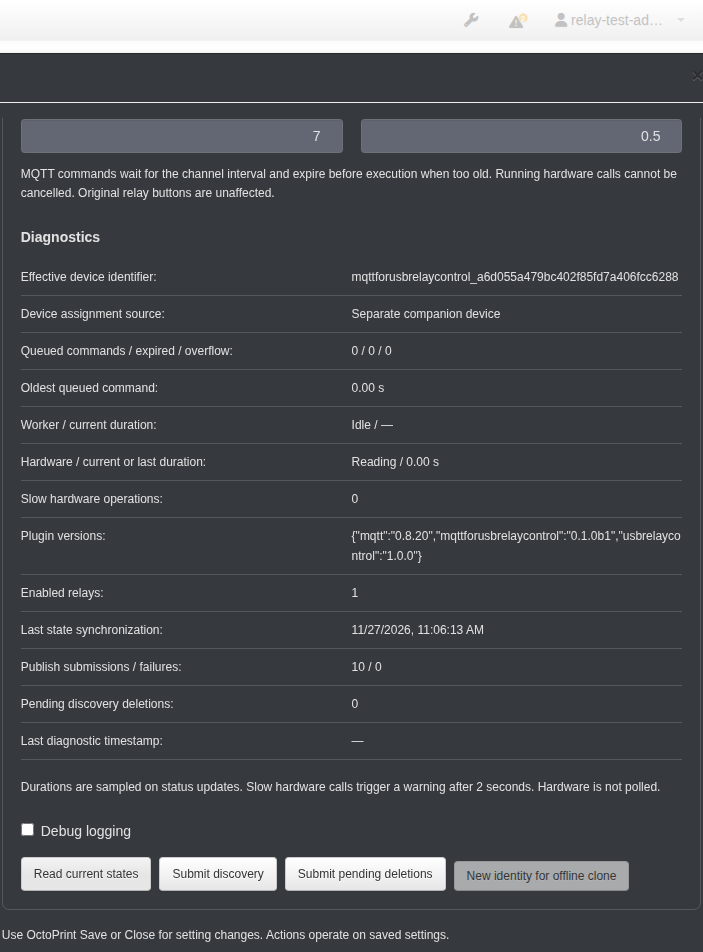 relay-test-ad…
7
0.5
MQTT commands wait for the channel interval and expire before execution when too old. Running hardware calls cannot be
cancelled. Original relay buttons are unaffected.
Diagnostics
Effective device identifier:
mqttforusbrelaycontrol_a6d055a479bc402f85fd7a406fcc6288
Device assignment source:
Separate companion device
Queued commands / expired / overflow:
0 / 0 / 0
Oldest queued command:
0.00 s
Worker / current duration:
Idle / —
Hardware / current or last duration:
Reading / 0.00 s
Slow hardware operations:
0
Plugin versions:
{"mqtt":"0.8.20","mqttforusbrelaycontrol":"0.1.0b1","usbrelayco
ntrol":"1.0.0"}
Enabled relays:
1
Last state synchronization:
11/27/2026, 11:06:13 AM
Publish submissions / failures:
10 / 0
Pending discovery deletions:
0
Last diagnostic timestamp:
—
Durations are sampled on status updates. Slow hardware calls trigger a warning after 2 seconds. Hardware is not polled.
Debug logging
Read current states
Submit discovery
Submit pending deletions
New identity for offline clone
Use OctoPrint Save or Close for setting changes. Actions operate on saved settings.